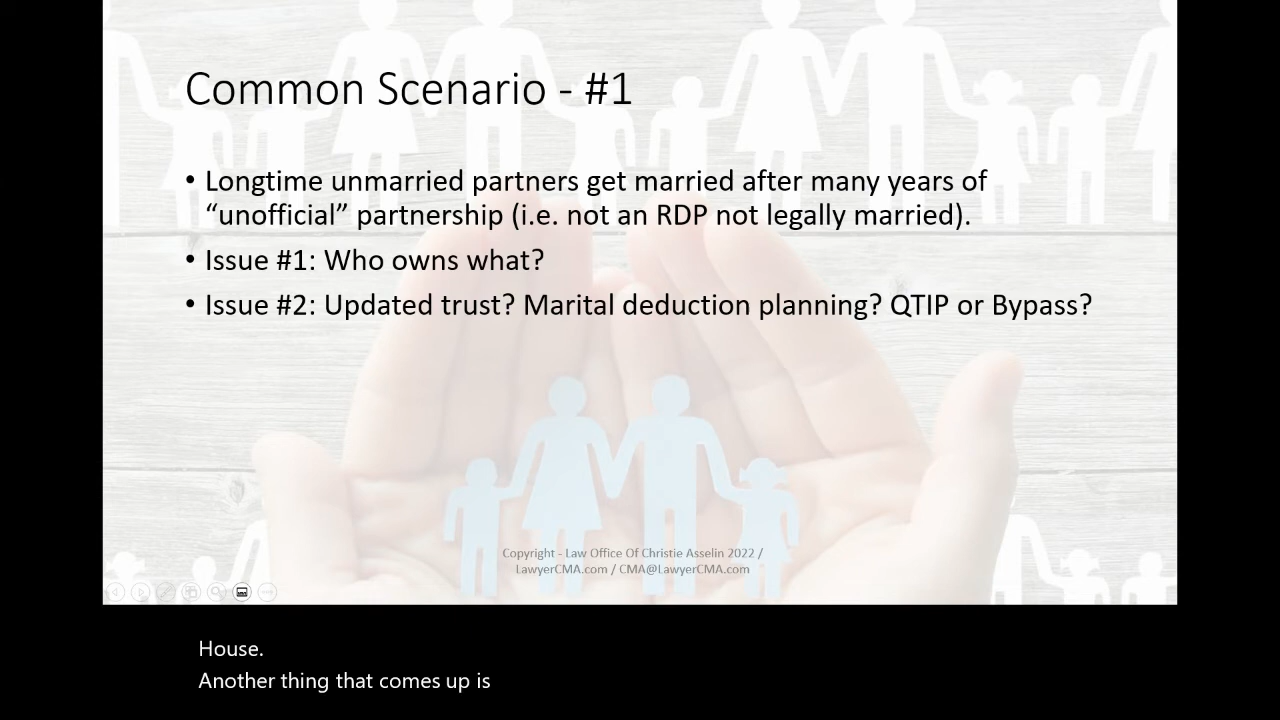 Common Scenario - #1
• Longtime unmarried partners get married after many years of
“unofficial” partnership (i.e. not an RDP not legally married).
• Issue #1: Who owns what?
• Issue #2: Updated trust? Marital deduction planning? QTIP or Bypass?
Copyright - Law Office Of Christie Asselin 2022 /
LawyerCMA.com / CMA@LawyerCMA.com
House.
Another thing that comes up is